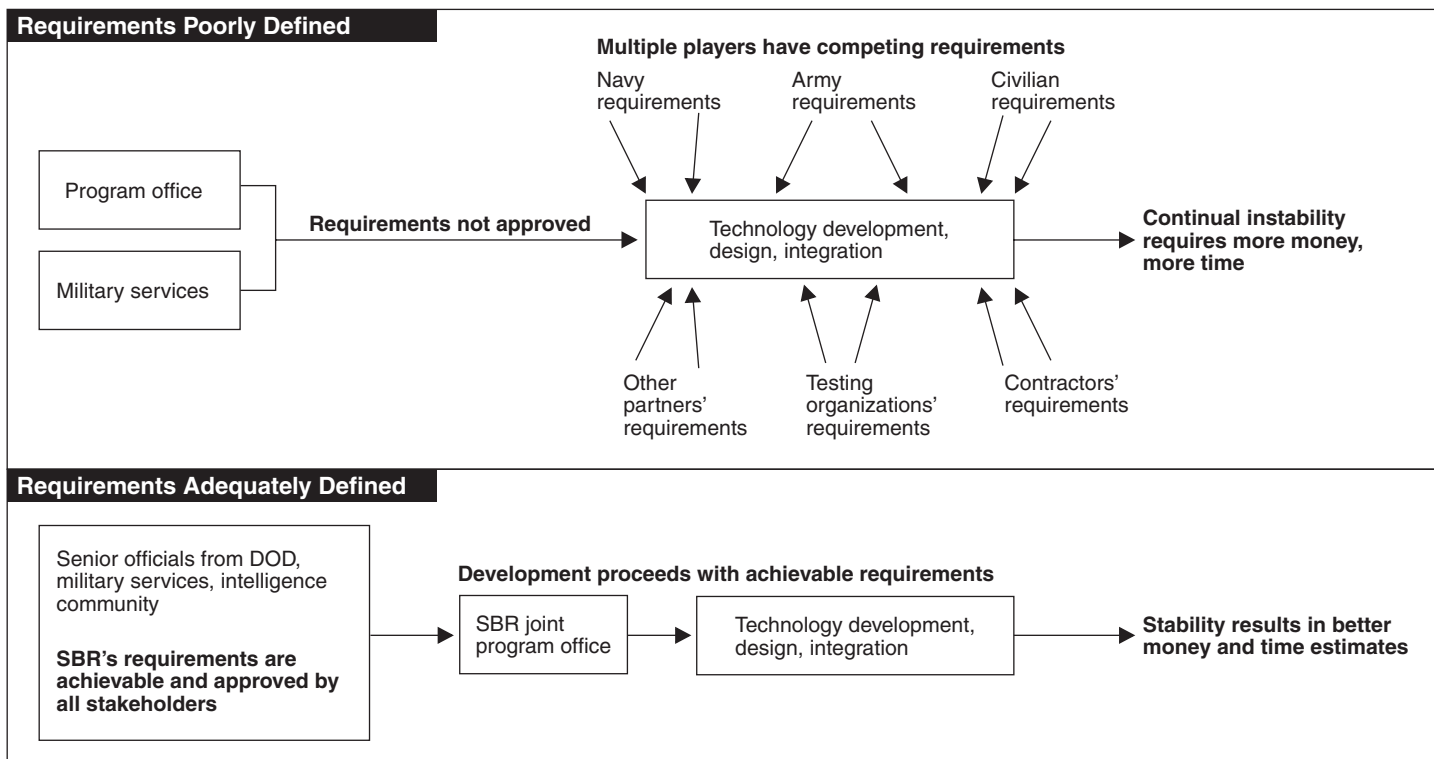 Requirements Poorly Defined
Multiple players have competing requirements
Navy
requirements
Army
requirements
Civilian
requirements
Program office
Military services
Requirements not approved
Technology development,
design, integration
Continual instability
requires more money,
more time
Other
partners'
requirements
Testing
organizations'
requirements
Contractors'
requirements
Requirements Adequately Defined
Senior officials from DOD,
military services, intelligence
community
SBR's requirements are
achievable and approved by
all stakeholders
Development proceeds with achievable requirements
SBR joint
program office
Technology development,
design, integration
Stability results in better
money and time estimates